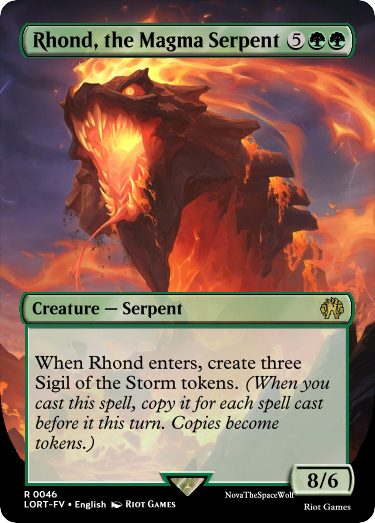 Rhond, the Magma Serpent 5
Creature — Serpent
When Rhond enters, create three
Sigil of the Storm tokens. (When you
cast this spell, copy it for each spell cast
before it this turn. Copies become
tokens.)
8/6
R 0046
LORT-FV • English Riot Games
NovaTheSpaceWolf
Riot Games